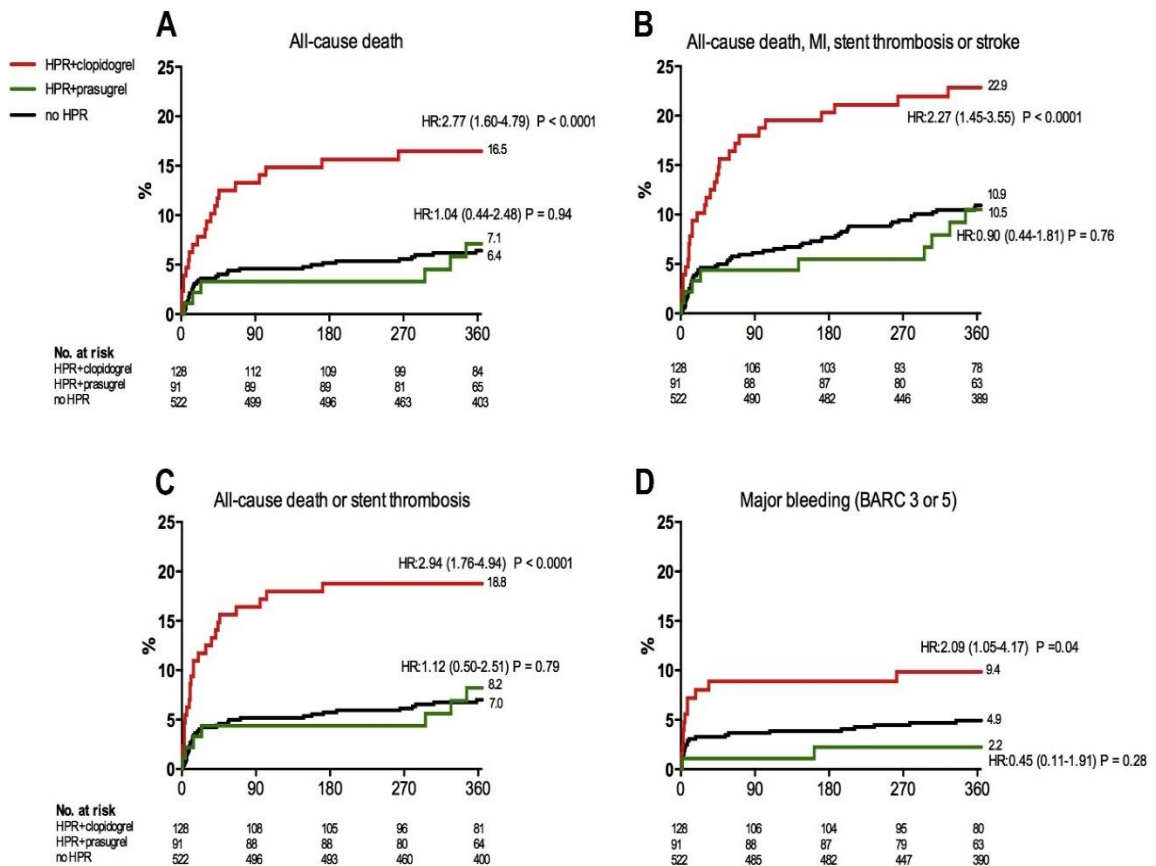 HPR+clopidogrel
HPR+prasugrel
no HPR
A
All-cause death
25
20
15
10
5
0
%
HR:2.77 (1.60-4.79) P < 0.0001
16.5
HR:1.04 (0.44-2.48) P = 0.94
7.1
6.4
0 90 180 270 360
No. at risk
HPR+clopidogrel 128 112 109 99 84
HPR+prasugrel 91 89 89 81 65
no HPR 522 499 496 463 403
B
All-cause death, MI, stent thrombosis or stroke
25
20
15
10
5
0
%
22.9
HR:2.27 (1.45-3.55) P < 0.0001
10.9
10.5
HR:0.90 (0.44-1.81) P = 0.76
0 90 180 270 360
128 106 103 93 78
91 88 87 80 63
522 490 482 446 389
C
All-cause death or stent thrombosis
25
20
15
10
5
0
%
HR:2.94 (1.76-4.94) P < 0.0001
18.8
HR:1.12 (0.50-2.51) P = 0.79
8.2
7.0
0 90 180 270 360
No. at risk
HPR+clopidogrel 128 108 105 96 81
HPR+prasugrel 91 88 88 80 64
no HPR 522 496 493 460 400
D
Major bleeding (BARC 3 or 5)
25
20
15
10
5
0
%
HR:2.09 (1.05-4.17) P =0.04
9.4
4.9
2.2
HR:0.45 (0.11-1.91) P = 0.28
0 90 180 270 360
128 106 104 95 80
91 88 87 79 63
522 485 482 447 390